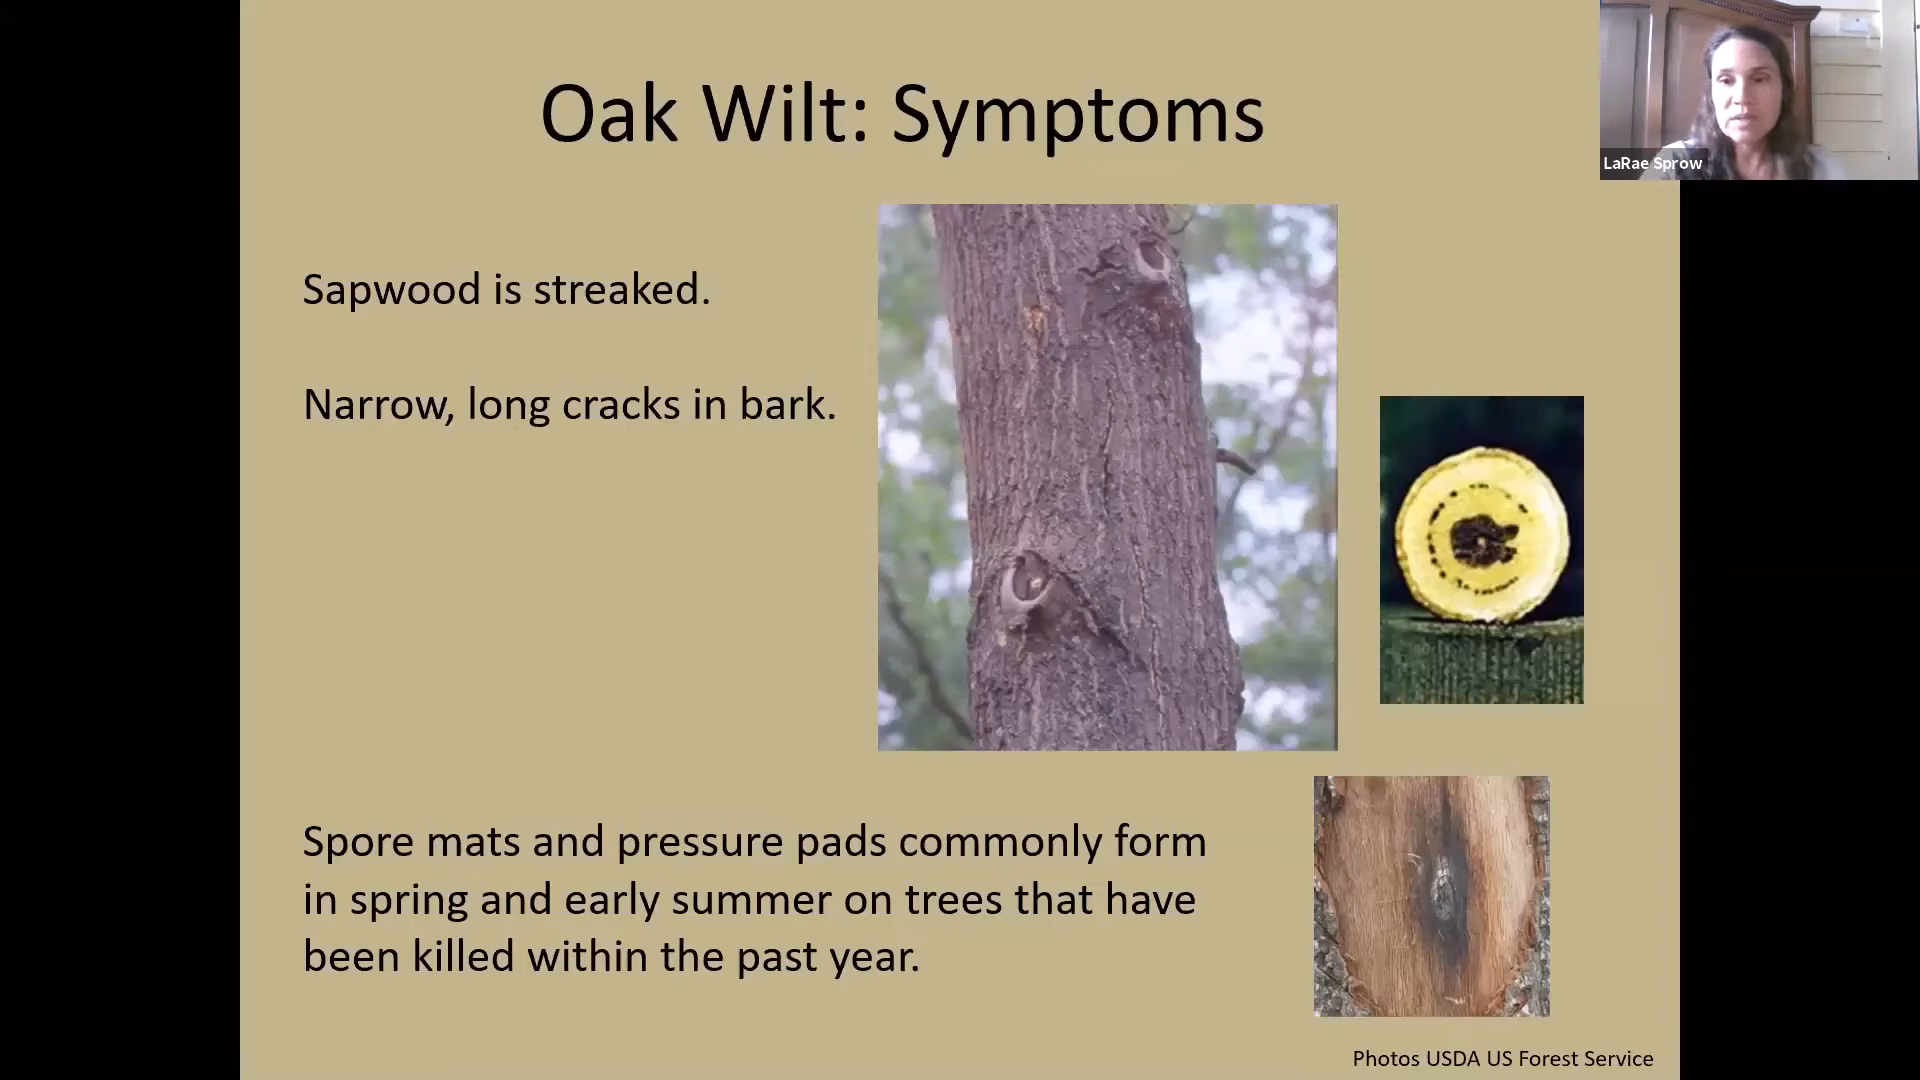 Oak Wilt: Symptoms
LaRae Sprow
Sapwood is streaked.
Narrow, long cracks in bark.
Spore mats and pressure pads commonly form
in spring and early summer on trees that have
been killed within the past year.
Photos USDA US Forest Service